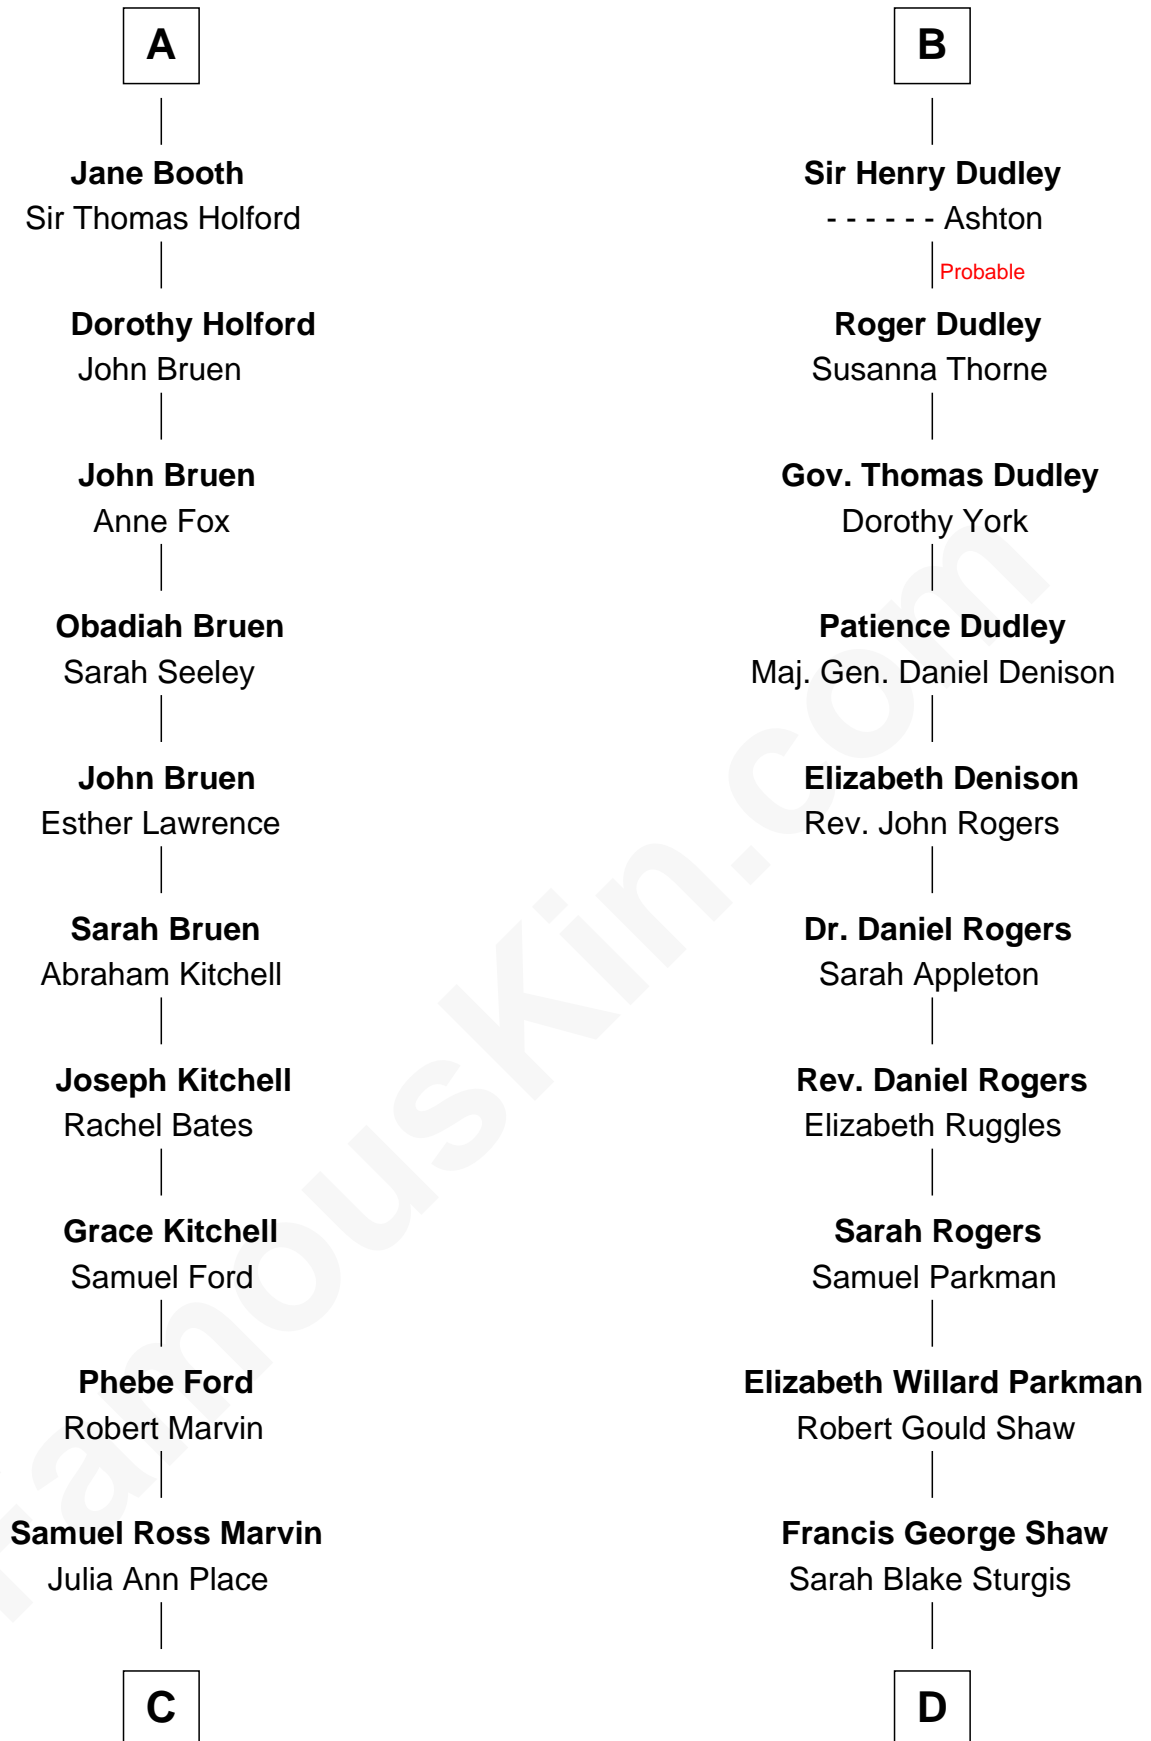 A
Jane Booth
Sir Thomas Holford
Dorothy Holford
John Bruen
John Bruen
Anne Fox
Obadiah Bruen
Sarah Seeley
John Bruen
Esther Lawrence
Sarah Bruen
Abraham Kitchell
Joseph Kitchell
Rachel Bates
Grace Kitchell
Samuel Ford
Phebe Ford
Robert Marvin
Samuel Ross Marvin
Julia Ann Place
C
B
Sir Henry Dudley
- - - - - - Ashton
Probable
Roger Dudley
Susanna Thorne
Gov. Thomas Dudley
Dorothy York
Patience Dudley
Maj. Gen. Daniel Denison
Elizabeth Denison
Rev. John Rogers
Dr. Daniel Rogers
Sarah Appleton
Rev. Daniel Rogers
Elizabeth Ruggles
Sarah Rogers
Samuel Parkman
Elizabeth Willard Parkman
Robert Gould Shaw
Francis George Shaw
Sarah Blake Sturgis
D
FamousKin.com